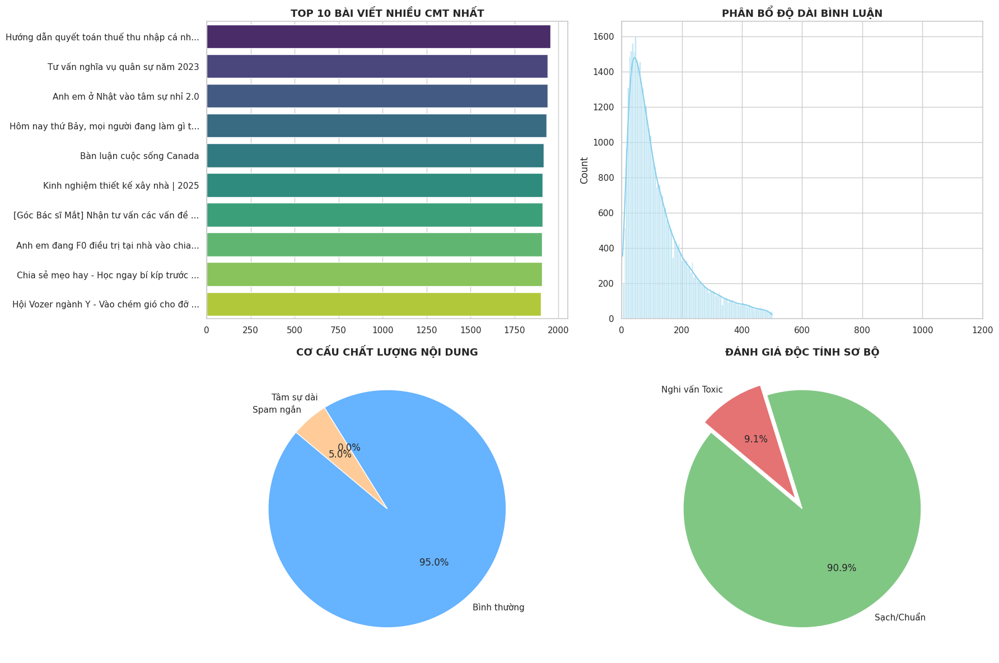 TOP 10 BÀI VIẾT NHIỀU CMT NHẤT
Hướng dẫn quyết toán thuế thu nhập cá nh...
Tư vấn nghĩa vụ quân sự năm 2023
Anh em ở Nhật vào tâm sự nhỉ 2.0
Hôm nay thứ Bảy, mọi người đang làm gì t...
Bàn luận cuộc sống Canada
Kinh nghiệm thiết kế xây nhà | 2025
[Góc Bác sĩ Mắt] Nhận tư vấn các vấn đề ...
Anh em đang F0 điều trị tại nhà vào chia...
Chia sẻ mẹo hay - Học ngay bí kíp trước ...
Hội Vozer ngành Y - Vào chém gió cho đỡ ...
0 250 500 750 1000 1250 1500 1750 2000
PHÂN BỔ ĐỘ DÀI BÌNH LUẬN
Count
1600
1400
1200
1000
800
600
400
200
0
0 200 400 600 800 1000 1200
CƠ CẤU CHẤT LƯỢNG NỘI DUNG
Tâm sự dài
Spam ngắn
0.0%
5.0%
95.0%
Bình thường
ĐÁNH GIÁ ĐỘC TÍNH SƠ BỘ
Nghi vấn Toxic
9.1%
90.9%
Sạch/Chuẩn